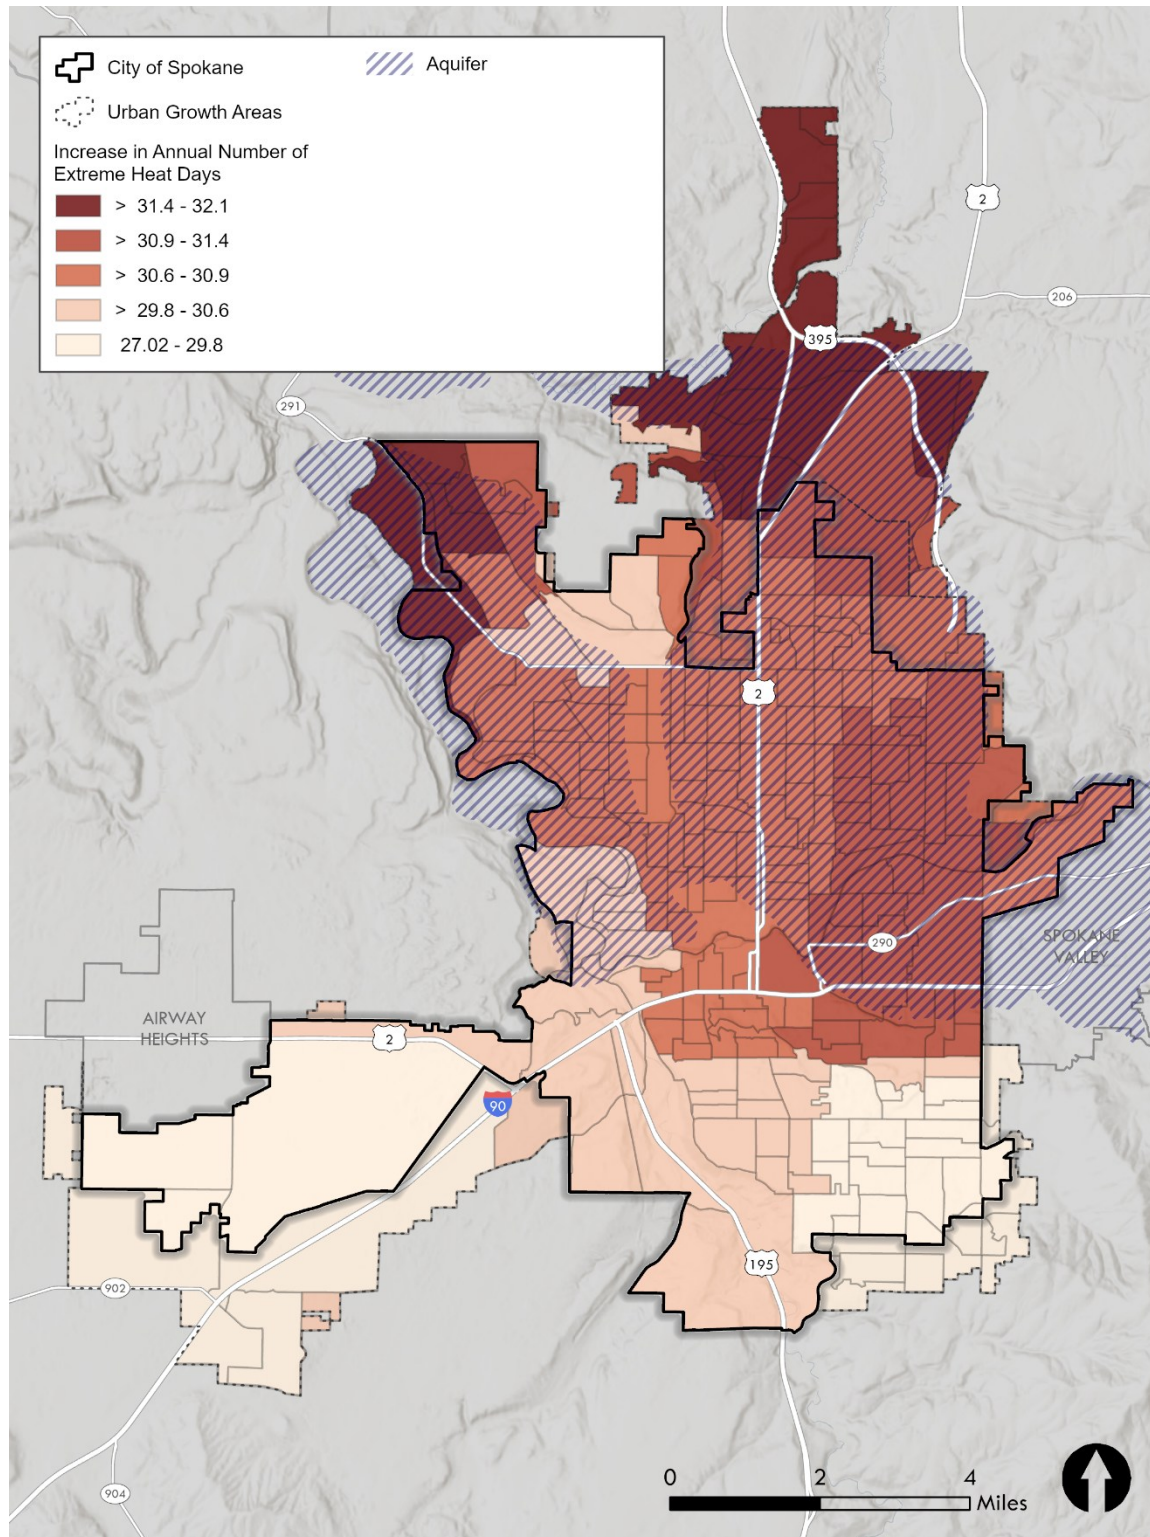 City of Spokane
Aquifer
Urban Growth Areas
Increase in Annual Number of
Extreme Heat Days
> 31.4 - 32.1
> 30.9 - 31.4
> 30.6 - 30.9
> 29.8 - 30.6
27.02 - 29.8
2
206
395
291
2
290
SPOKANE
VALLEY
AIRWAY
HEIGHTS
2
90
195
902
904
0 2 4
Miles